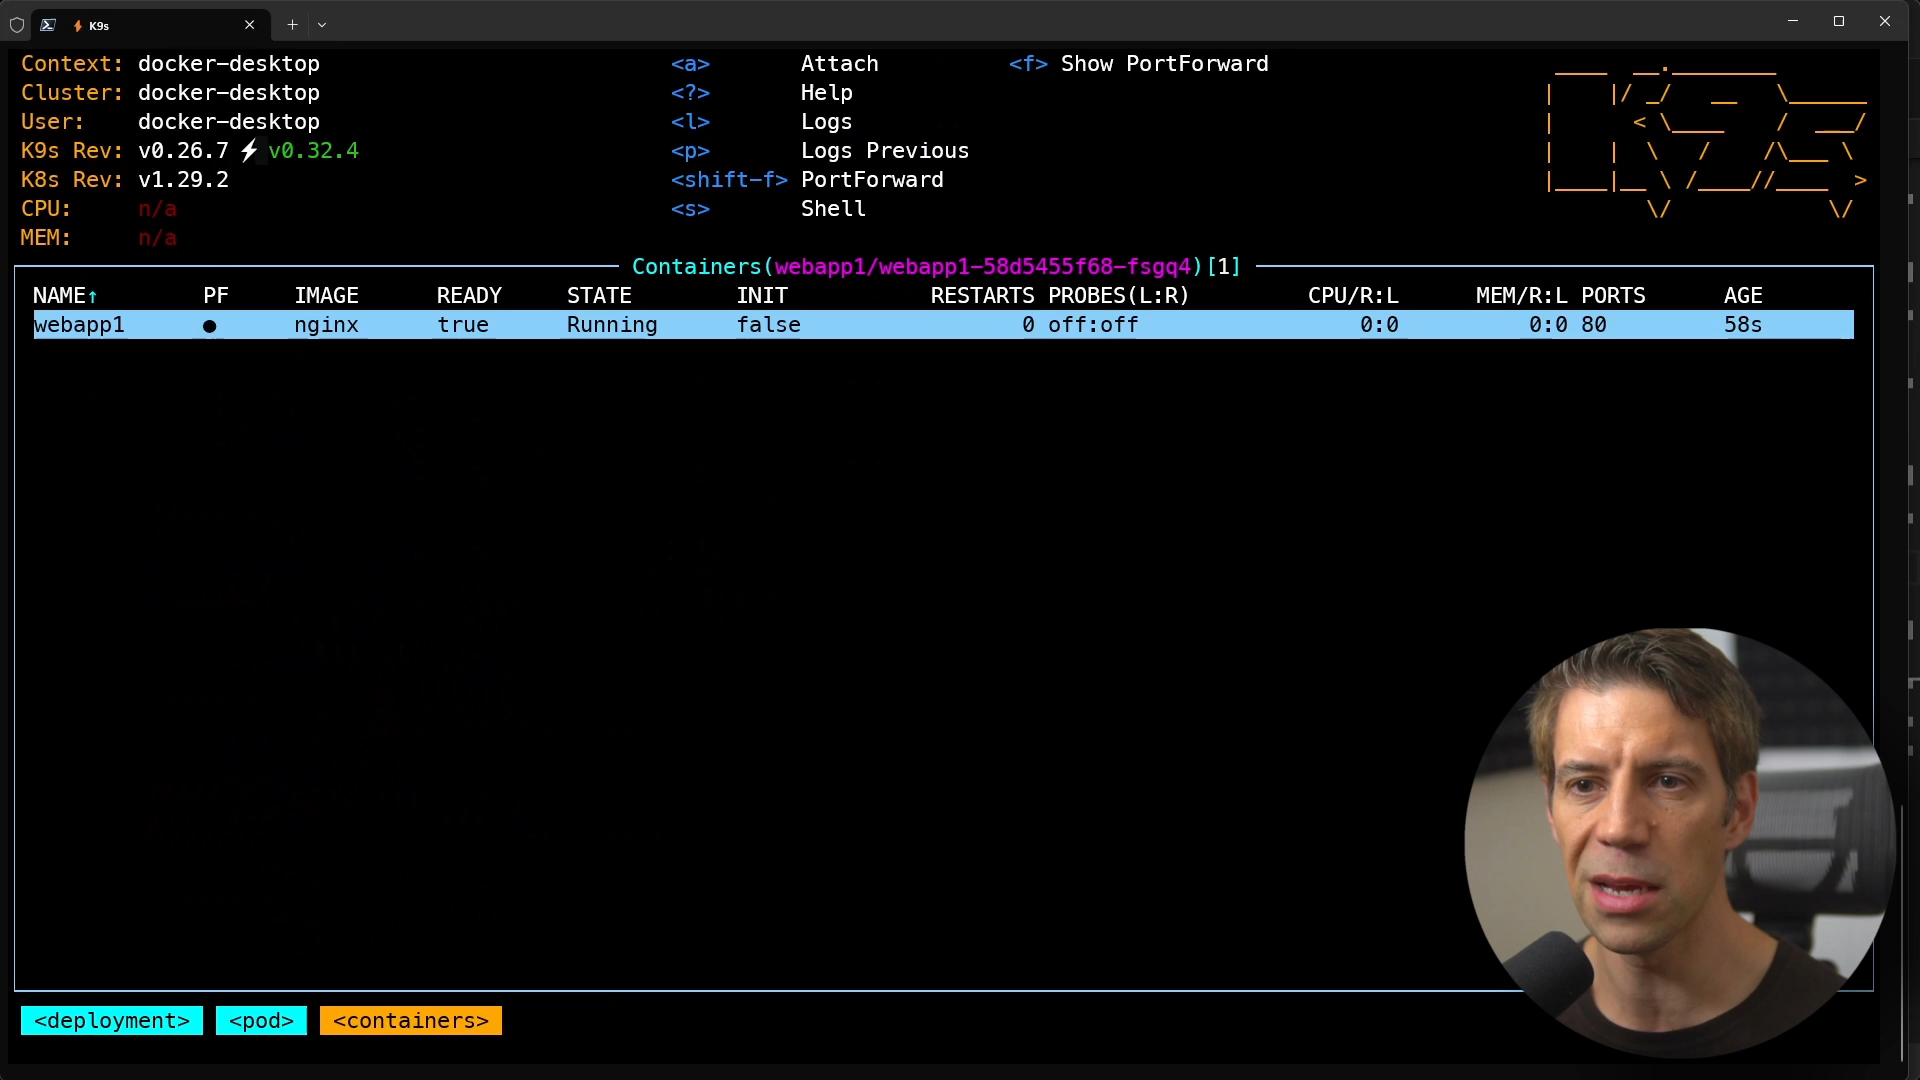 K9s
Context: docker-desktop <a> Attach <f> Show PortForward
Cluster: docker-desktop <?> Help
User: docker-desktop <l> Logs
K9s Rev: v0.26.7 ⚡v0.32.4 <p> Logs Previous
K8s Rev: v1.29.2 <shift-f> PortForward
CPU: n/a <s> Shell
MEM: n/a
Containers(webapp1/webapp1-58d5455f68-fsgq4)[1]
NAME↑ PF IMAGE READY STATE INIT RESTARTS PROBES(L:R) CPU/R:L MEM/R:L PORTS AGE
webapp1 ● nginx true Running false 0 off:off 0:0 0:0 80 58s
<deployment> <pod> <containers>